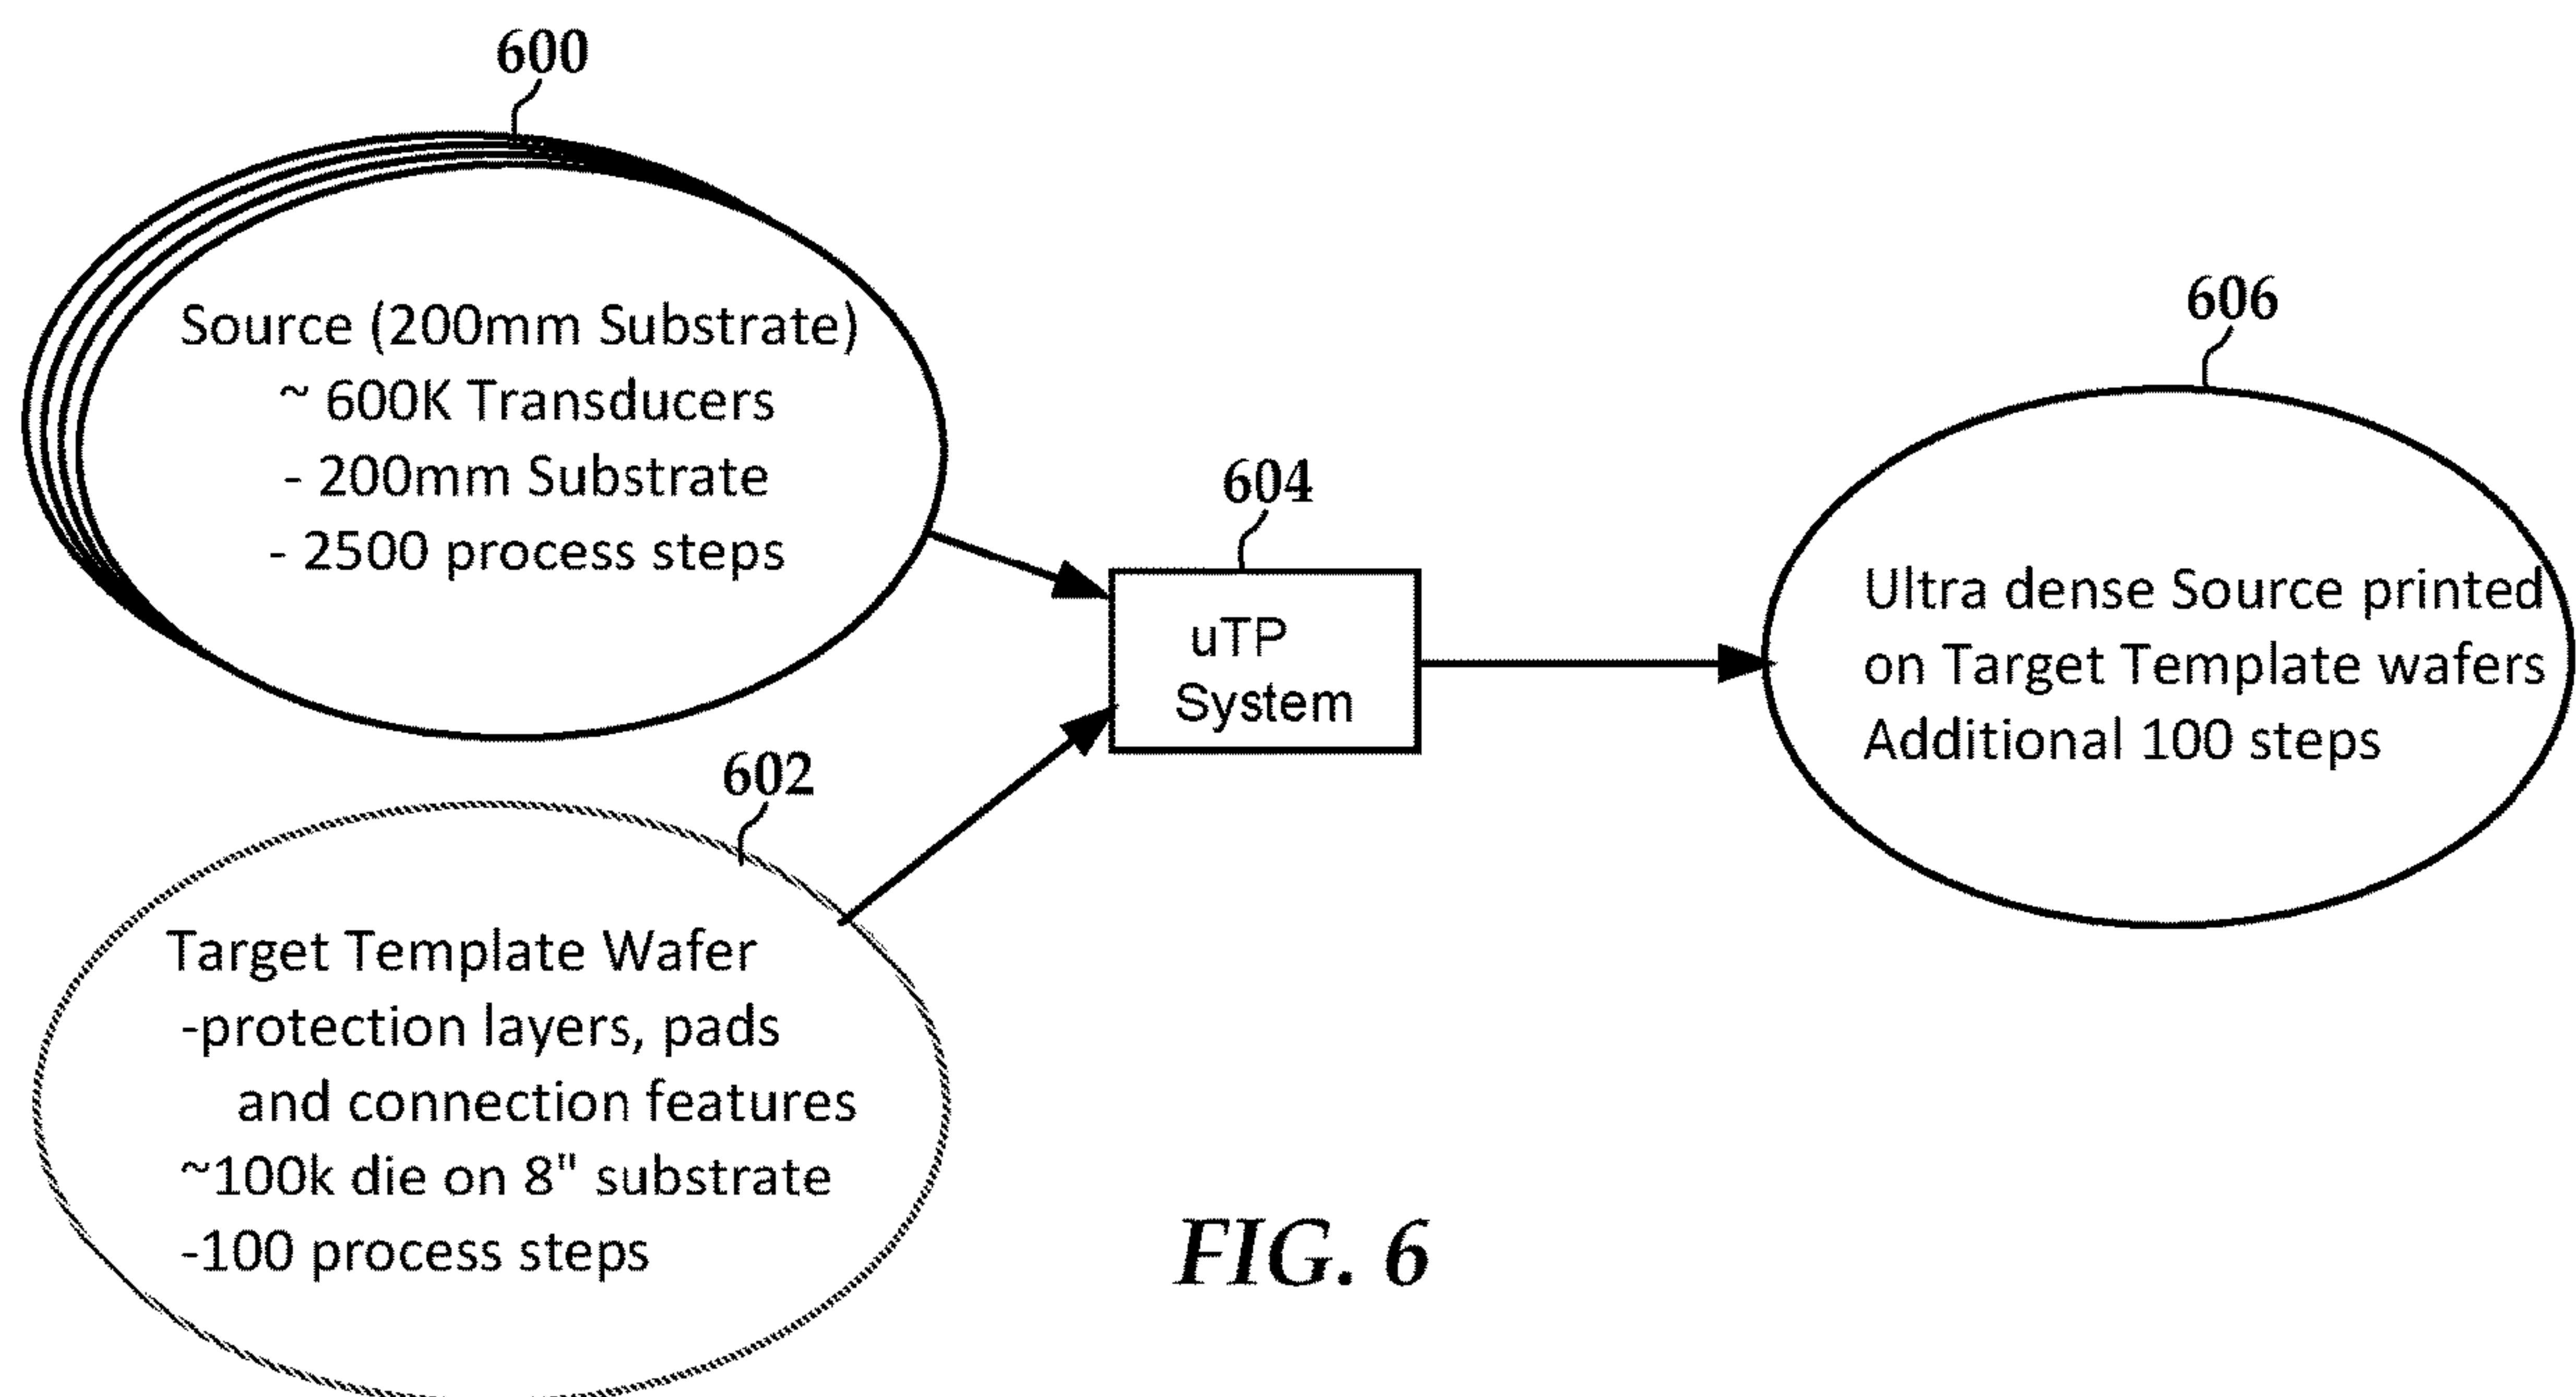 600
Source (200mm Substrate)
~ 600K Transducers
- 200mm Substrate
- 2500 process steps
602
Target Template Wafer
-protection layers, pads
and connection features
~100k die on 8" substrate
-100 process steps
604
uTP
System
606
Ultra dense Source printed
on Target Template wafers
Additional 100 steps
FIG. 6